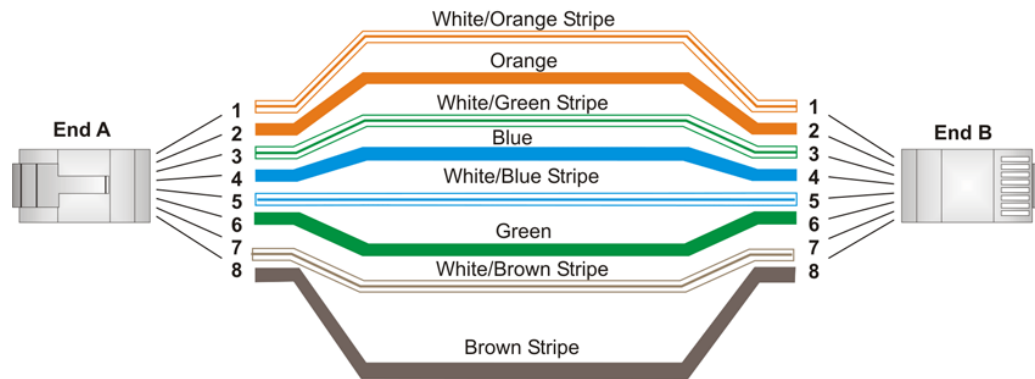 White/Orange Stripe
Orange
White/Green Stripe
Blue
White/Blue Stripe
Green
White/Brown Stripe
Brown Stripe
End A
1
2
3
4
5
6
7
8
End B
1
2
3
4
5
6
7
8